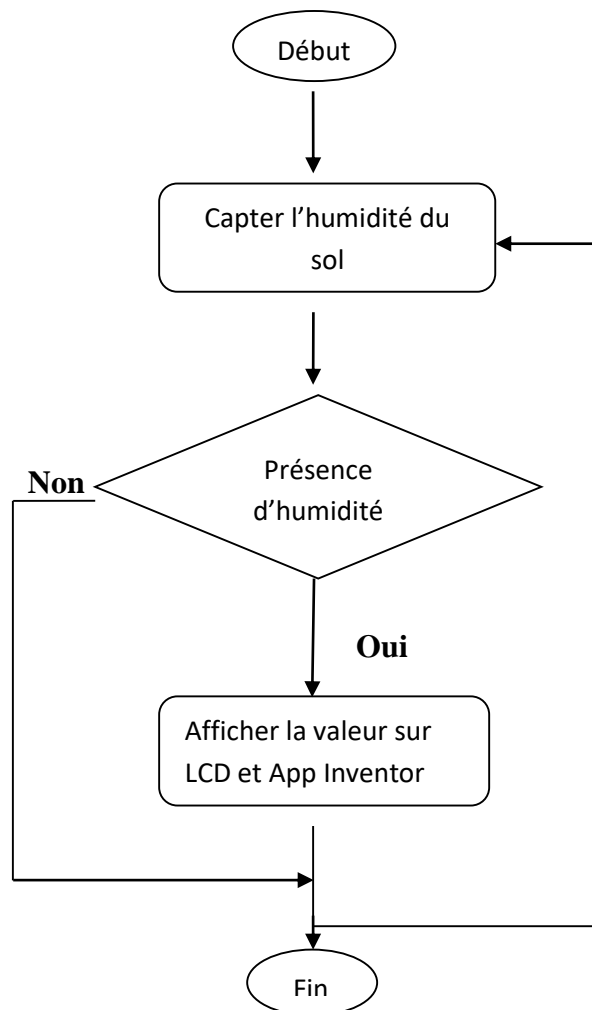 Début
Capter l’humidité du
sol
Non
Présence
d’humidité
Oui
Afficher la valeur sur
LCD et App Inventor
Fin